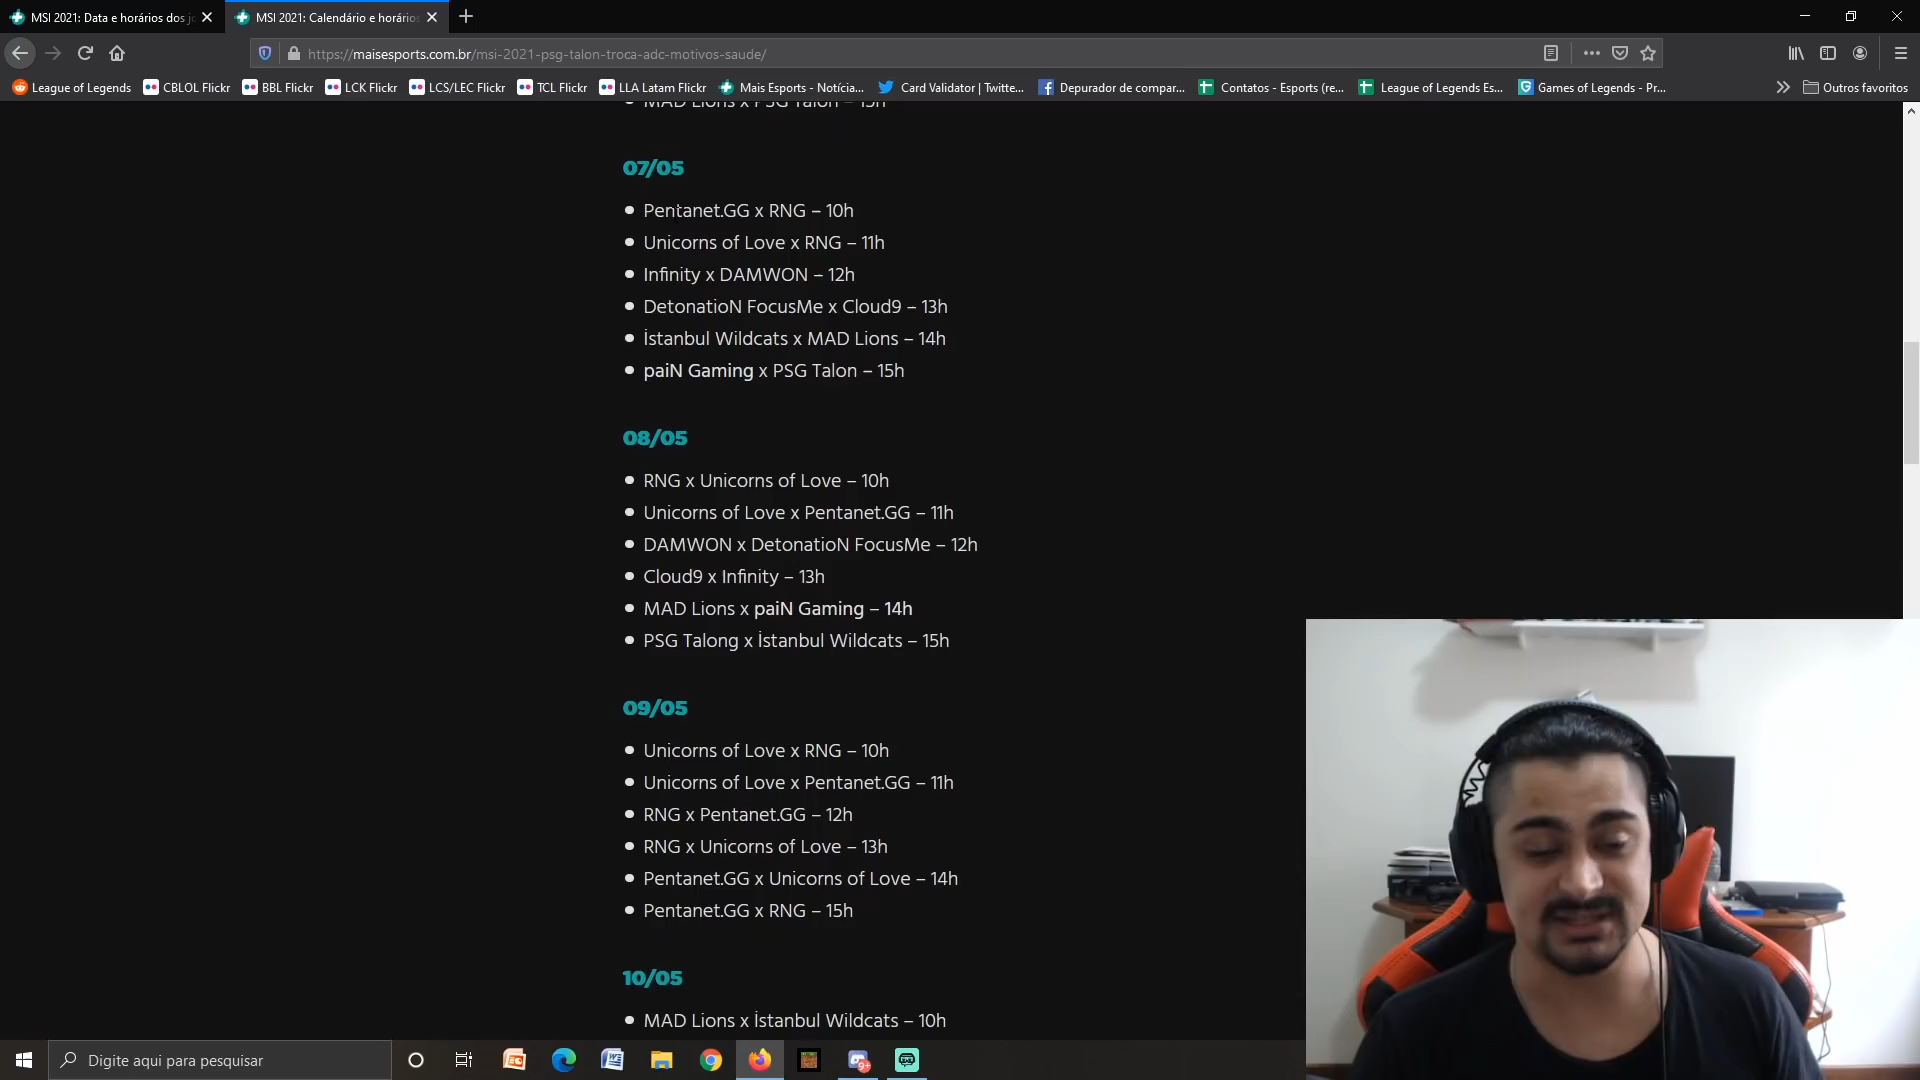 MSI 2021: Data e horários dos j
MSI 2021: Calendário e horários
https://maisesports.com.br/msi-2021-psg-talon-troca-adc-motivos-saude/
League of Legends
CBLOL Flickr
BBL Flickr
LCK Flickr
LCS/LEC Flickr
TCL Flickr
LLA Latam Flickr
Mais Esports - Notícia...
Card Validator | Twitte...
Depurador de compar...
Contatos - Esports (re...
League of Legends Es...
Games of Legends - Pr...
Outros favoritos
MAD Lions x PSG Talon – 15h
07/05
Pentanet.GG x RNG – 10h
Unicorns of Love x RNG – 11h
Infinity x DAMWON – 12h
DetonatioN FocusMe x Cloud9 – 13h
İstanbul Wildcats x MAD Lions – 14h
paiN Gaming x PSG Talon – 15h
08/05
RNG x Unicorns of Love – 10h
Unicorns of Love x Pentanet.GG – 11h
DAMWON x DetonatioN FocusMe – 12h
Cloud9 x Infinity – 13h
MAD Lions x paiN Gaming – 14h
PSG Talong x İstanbul Wildcats – 15h
09/05
Unicorns of Love x RNG – 10h
Unicorns of Love x Pentanet.GG – 11h
RNG x Pentanet.GG – 12h
RNG x Unicorns of Love – 13h
Pentanet.GG x Unicorns of Love – 14h
Pentanet.GG x RNG – 15h
10/05
MAD Lions x İstanbul Wildcats – 10h
Digite aqui para pesquisar
9+